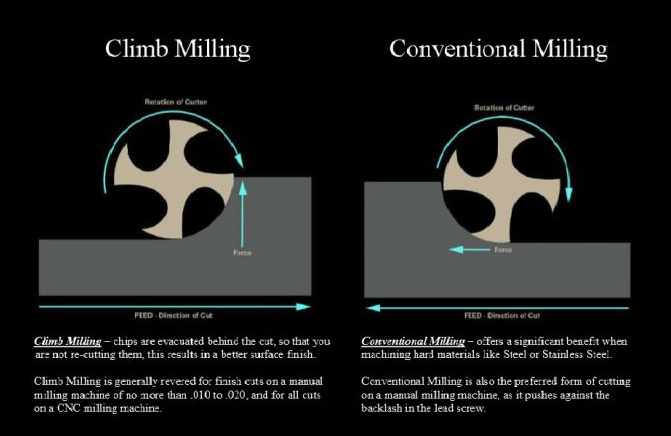 Climb Milling
Conventional Milling
Rotation of Cutter
Rotation of Cutter
Force
Force
FEED - Direction of Cut
FEED - Direction of Cut
Climb Milling – chips are evacuated behind the cut, so that you
are not re-cutting them, this results in a better surface finish.
Climb Milling is generally revered for finish cuts on a manual
milling machine of no more than .010 to .020, and for all cuts
on a CNC milling machine.
Conventional Milling – offers a significant benefit when
machining hard materials like Steel or Stainless Steel.
Conventional Milling is also the preferred form of cutting
on a manual milling machine, as it pushes against the
backlash in the lead screw.